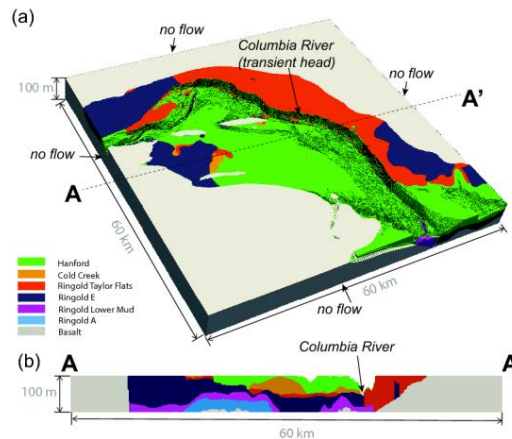 (a)
no flow
Columbia River
(transient head)
no flow
100 m
A'
no flow
A
60 km
60 km
no flow
Hanford
Cold Creek
Ringold Taylor Flats
Ringold E
Ringold Lower Mud
Ringold A
Basalt
(b)
A
Columbia River
A
100 m
60 km